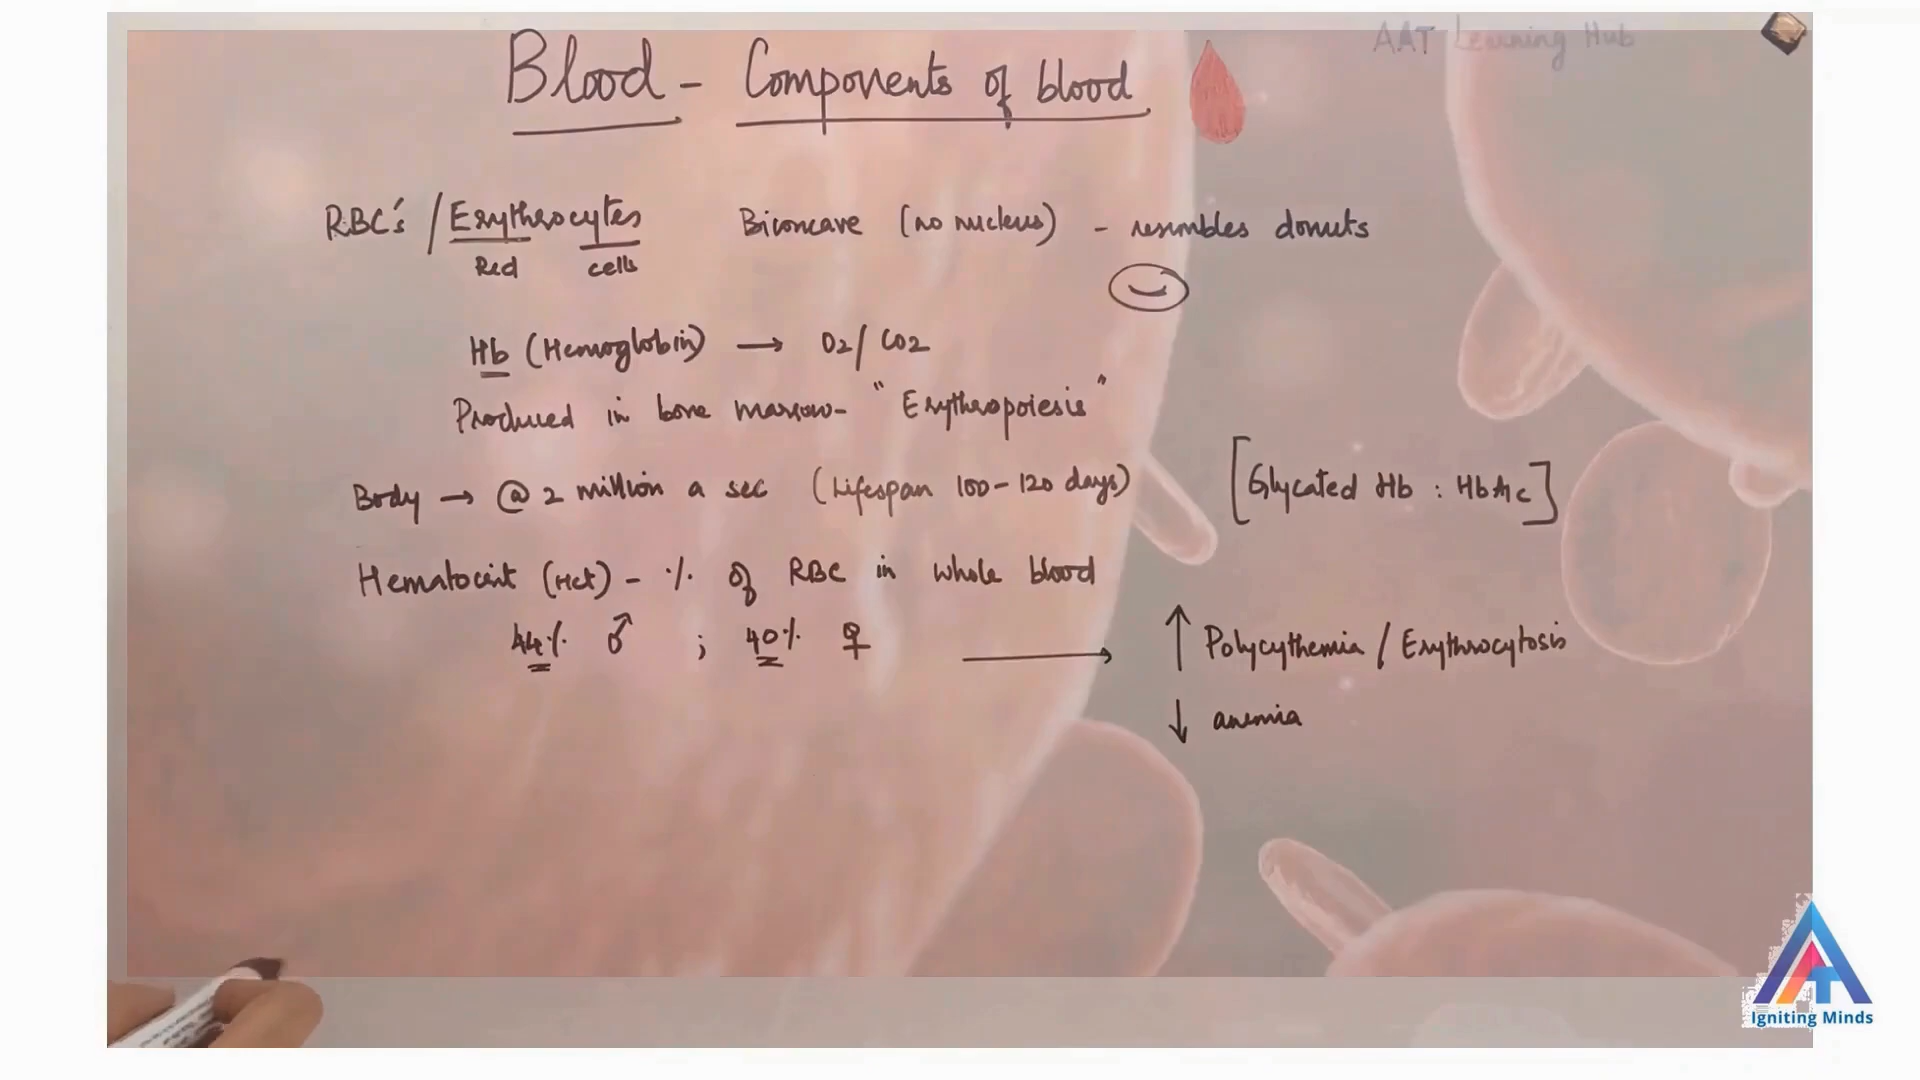 AAT Learning Hub
Blood - Components of blood
RBC's / Erythrocytes Biconcave (no nucleus) - resembles donuts
Red cells
Hb (Hemoglobin) → O2/ CO2
Produced in bone marrow- "Erythropoiesis"
Body → @ 2 million a sec (Lifespan 100-120 days) [Glycated Hb : HbA1c]
Hematocrit (Hct) - % of RBC in whole blood
44% ♂ ; 40% ♀ → ↑ Polycythemia / Erythrocytosis
↓ anemia
Igniting Minds